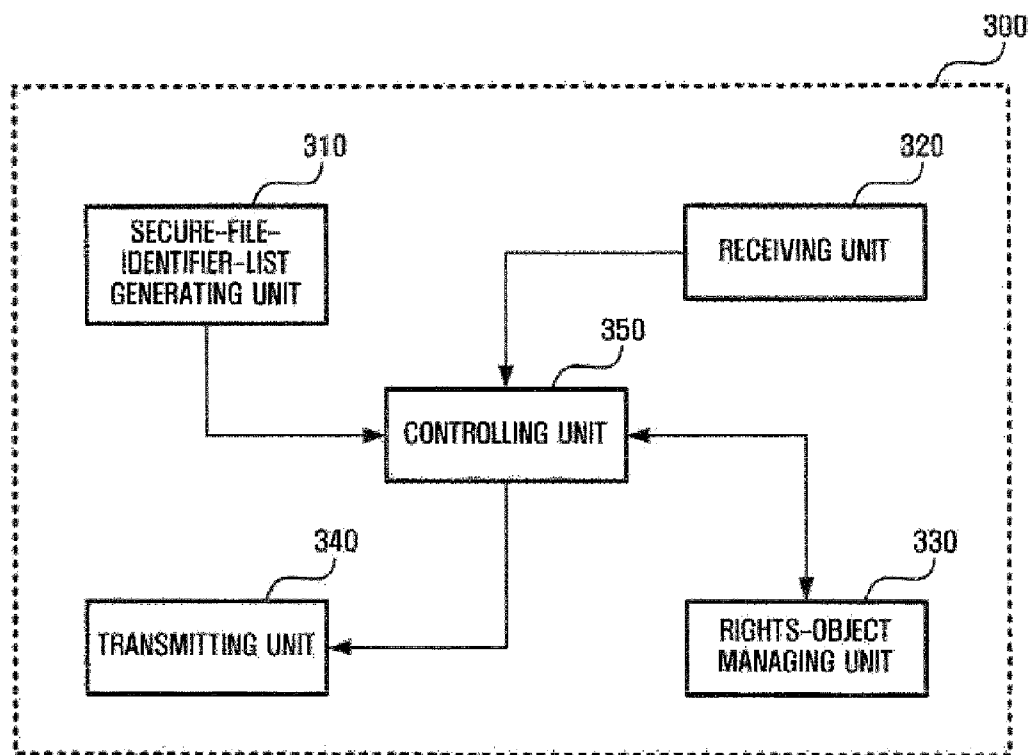 300
310
320
SECURE-FILE-
IDENTIFIER-LIST
GENERATING UNIT
RECEIVING UNIT
350
CONTROLLING UNIT
340
330
TRANSMITTING UNIT
RIGHTS-OBJECT
MANAGING UNIT